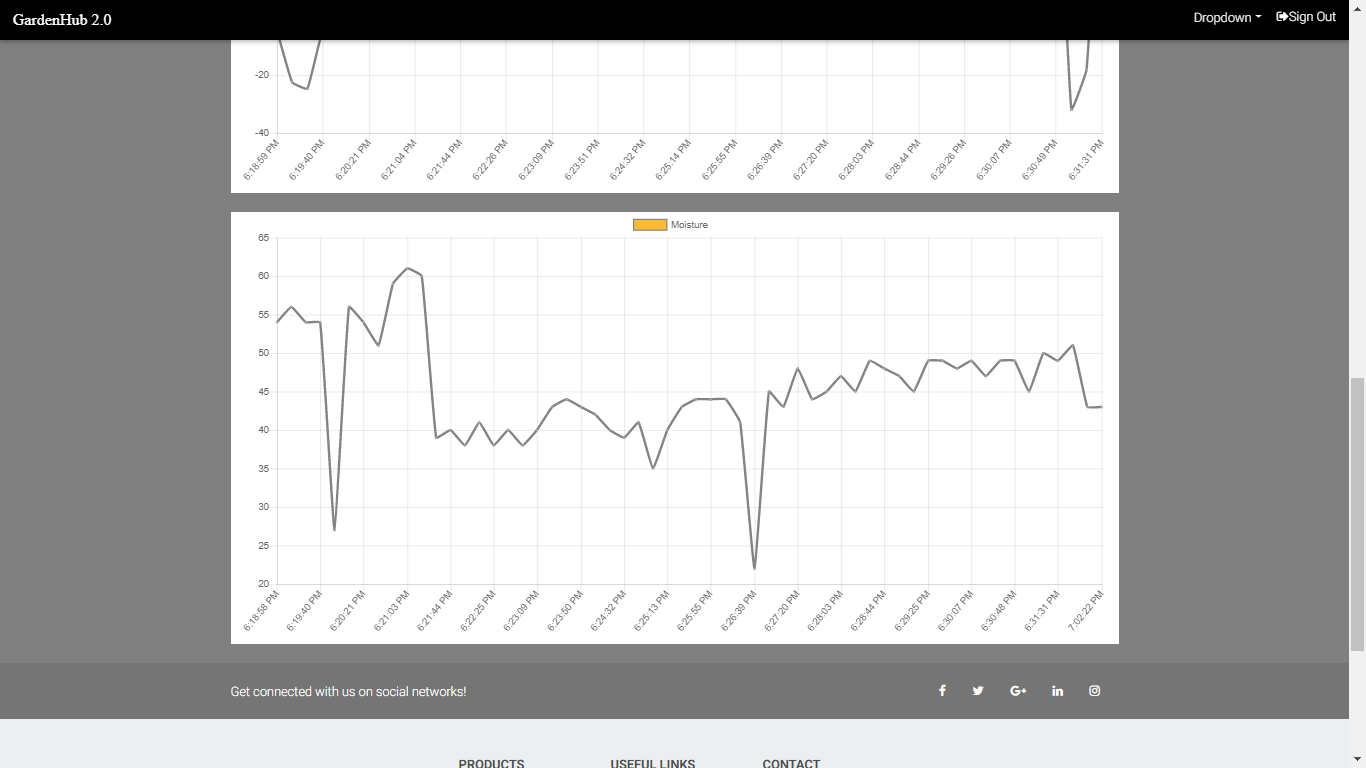 GardenHub 2.0
Dropdown
Sign Out
-20
-40
6:18:59 PM
6:19:40 PM
6:20:21 PM
6:21:04 PM
6:21:44 PM
6:22:26 PM
6:23:09 PM
6:23:51 PM
6:24:32 PM
6:25:14 PM
6:25:55 PM
6:26:39 PM
6:27:20 PM
6:28:03 PM
6:28:44 PM
6:29:26 PM
6:30:07 PM
6:30:49 PM
6:31:31 PM
Moisture
65
60
55
50
45
40
35
30
25
20
6:18:58 PM
6:19:40 PM
6:20:21 PM
6:21:03 PM
6:21:44 PM
6:22:25 PM
6:23:09 PM
6:23:50 PM
6:24:32 PM
6:25:13 PM
6:25:55 PM
6:26:39 PM
6:27:20 PM
6:28:03 PM
6:28:44 PM
6:29:25 PM
6:30:07 PM
6:30:48 PM
6:31:31 PM
7:02:22 PM
Get connected with us on social networks!
PRODUCTS
USEFUL LINKS
CONTACT